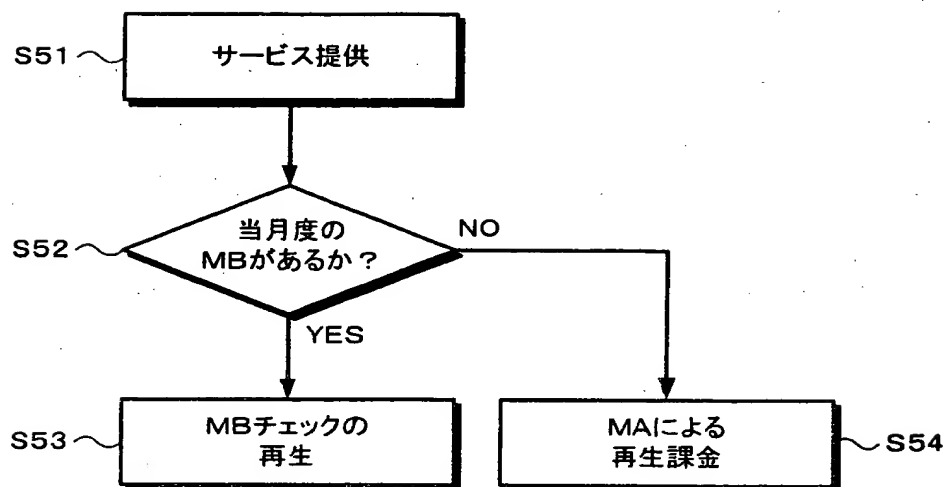 S51
サービス提供
S52
当月度の
MBがあるか？
NO
YES
S53
MBチェックの
再生
MAによる
再生課金
S54